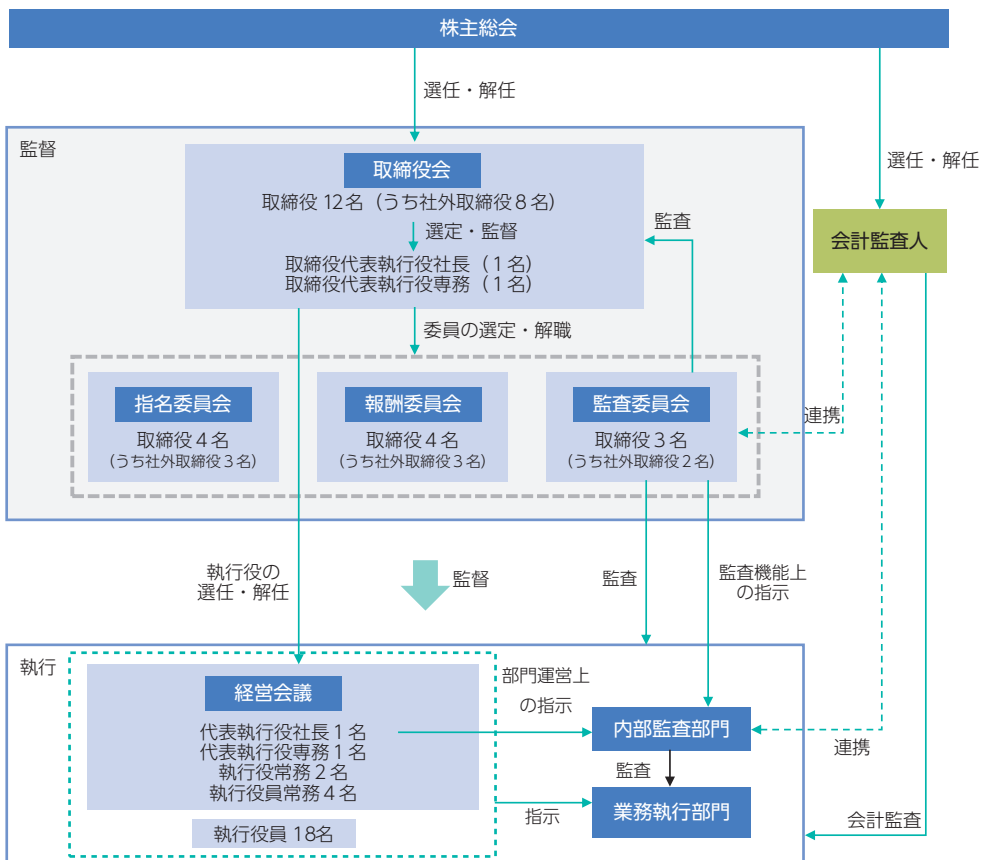 株主総会
選任・解任
選任・解任
監督
取締役会
取締役 12名（うち社外取締役８名）
選定・監督
取締役代表執行役社長（１名）
取締役代表執行役専務（１名）
監査
会計監査人
委員の選定・解職
指名委員会
取締役４名
（うち社外取締役３名）
報酬委員会
取締役４名
（うち社外取締役３名）
監査委員会
取締役３名
（うち社外取締役２名）
連携
執行役の
選任・解任
監督
監査
監査機能上
の指示
執行
経営会議
代表執行役社長１名
代表執行役専務１名
執行役常務２名
執行役員常務４名
執行役員 18名
部門運営上
の指示
内部監査部門
監査
業務執行部門
指示
連携
会計監査